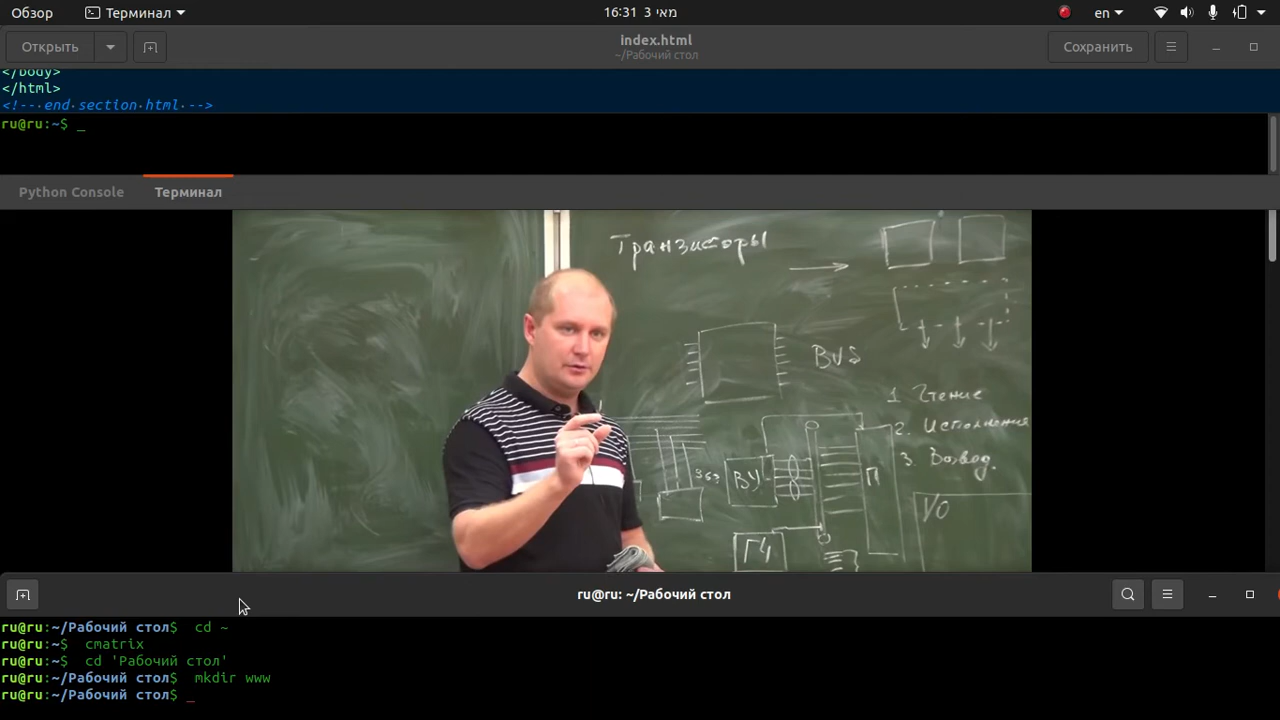 Обзор
Терминал
16:31 3 מאי
en
Открыть
index.html
~/Рабочий стол
Сохранить
</body>
</html>
<!-- end section html -->
ru@ru:~$ _
Python Console
Терминал
Транзисторы
BUS
1 Чтение
2. Исполнения
3. Вывод.
ВУ
П
I/O
ГЧ
ru@ru: ~/Рабочий стол
ru@ru:~/Рабочий стол$ cd ~
ru@ru:~$ cmatrix
ru@ru:~$ cd 'Рабочий стол'
ru@ru:~/Рабочий стол$ mkdir www
ru@ru:~/Рабочий стол$ _